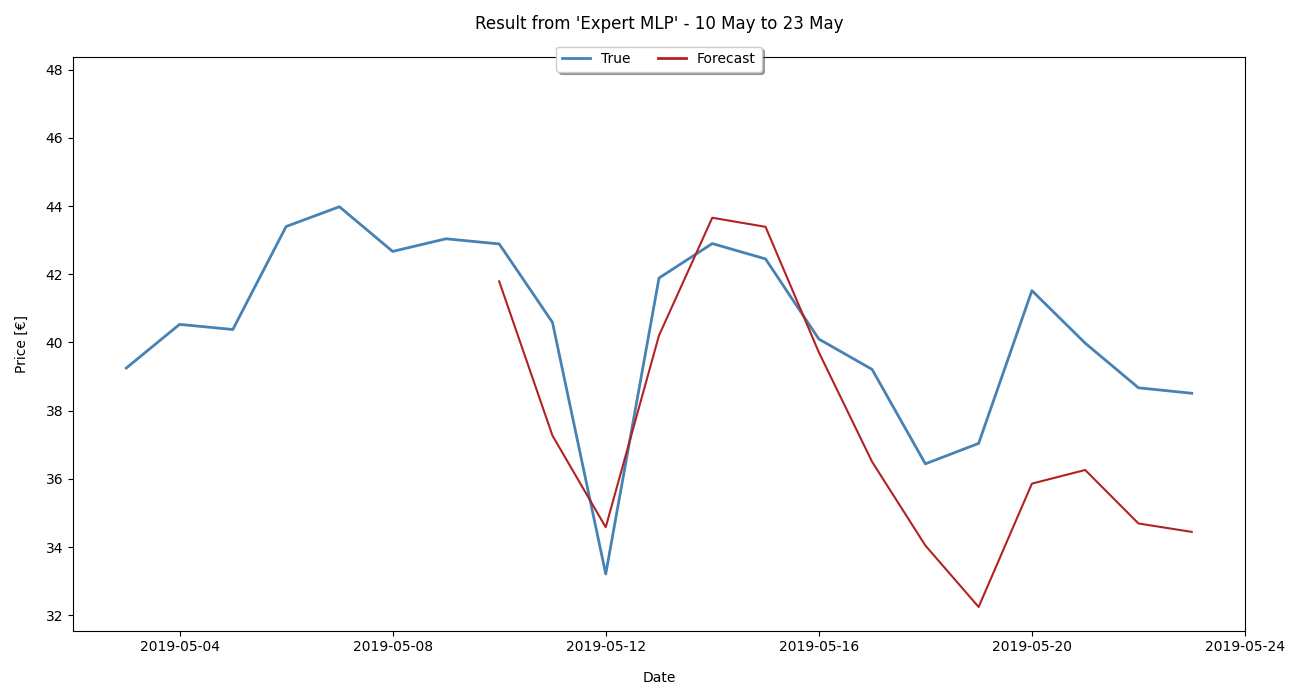 Result from 'Expert MLP' - 10 May to 23 May
True Forecast
48
46
44
42
40
38
36
34
32
Price [€]
2019-05-04 2019-05-08 2019-05-12 2019-05-16 2019-05-20 2019-05-24
Date